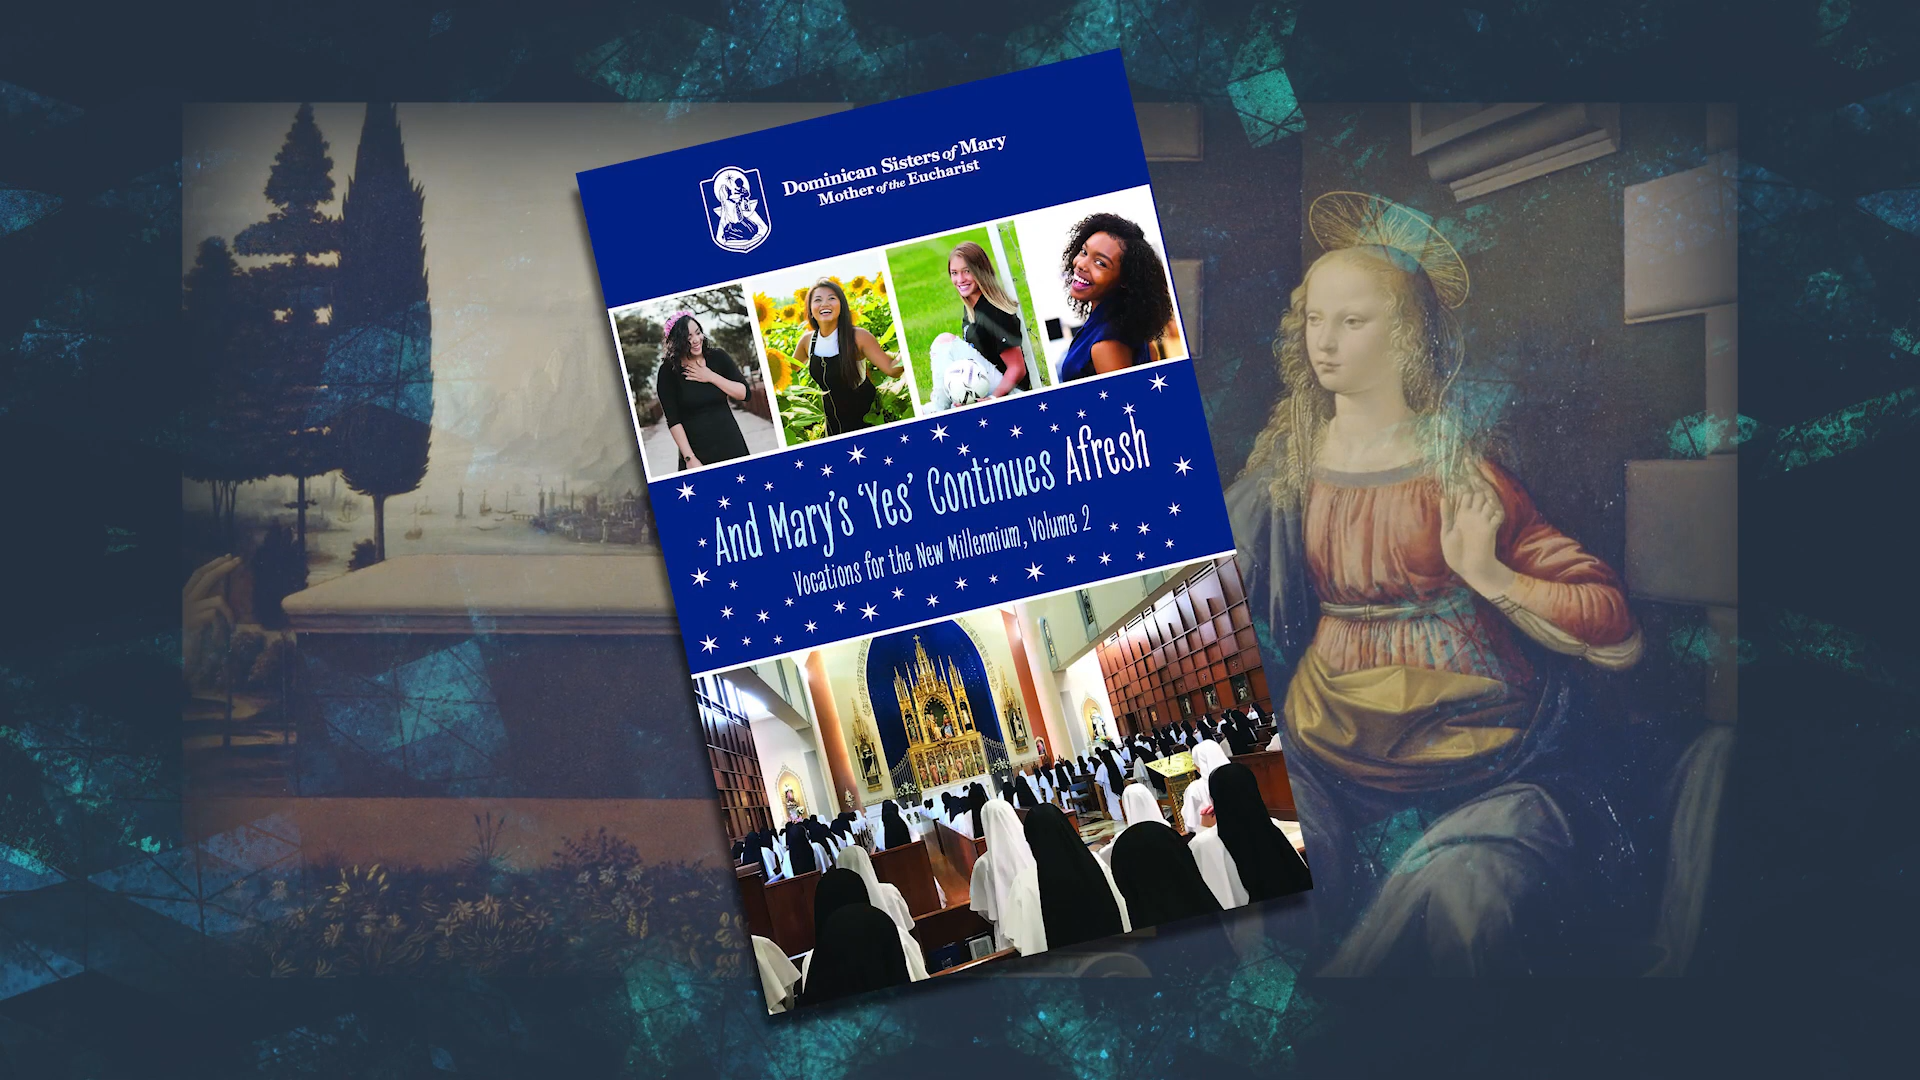 Dominican Sisters of Mary
Mother of the Eucharist
And Mary's 'Yes' Continues Afresh
Vocations for the New Millennium, Volume 2